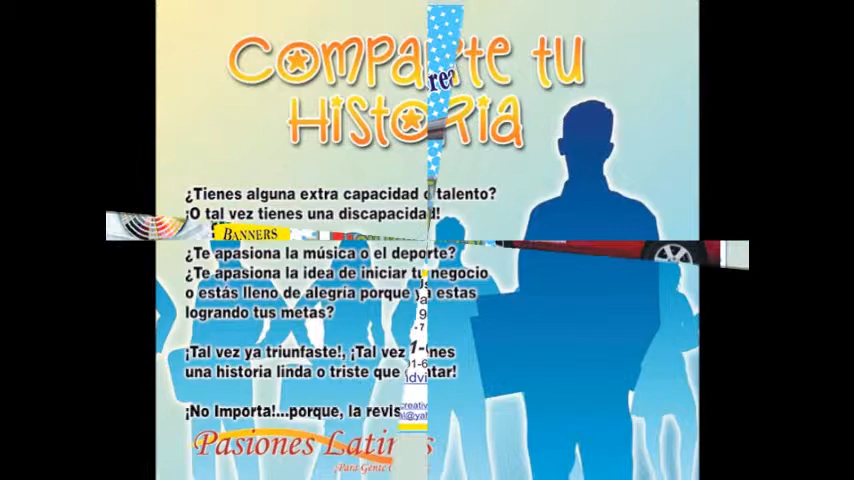 Comparte tu
Historia
¿Tienes alguna extra capacidad o talento?
¡O tal vez tienes una discapacidad!
BANNERS
¿Te apasiona la música o el deporte?
¿Te apasiona la idea de iniciar tu negocio
o estás lleno de alegría porque ya estas
logrando tus metas?
¡Tal vez ya triunfaste!, ¡Tal vez
una historia linda o triste que contar!
¡No Importa!...porque, la revis
Pasiones Latinas
¡Para Gente